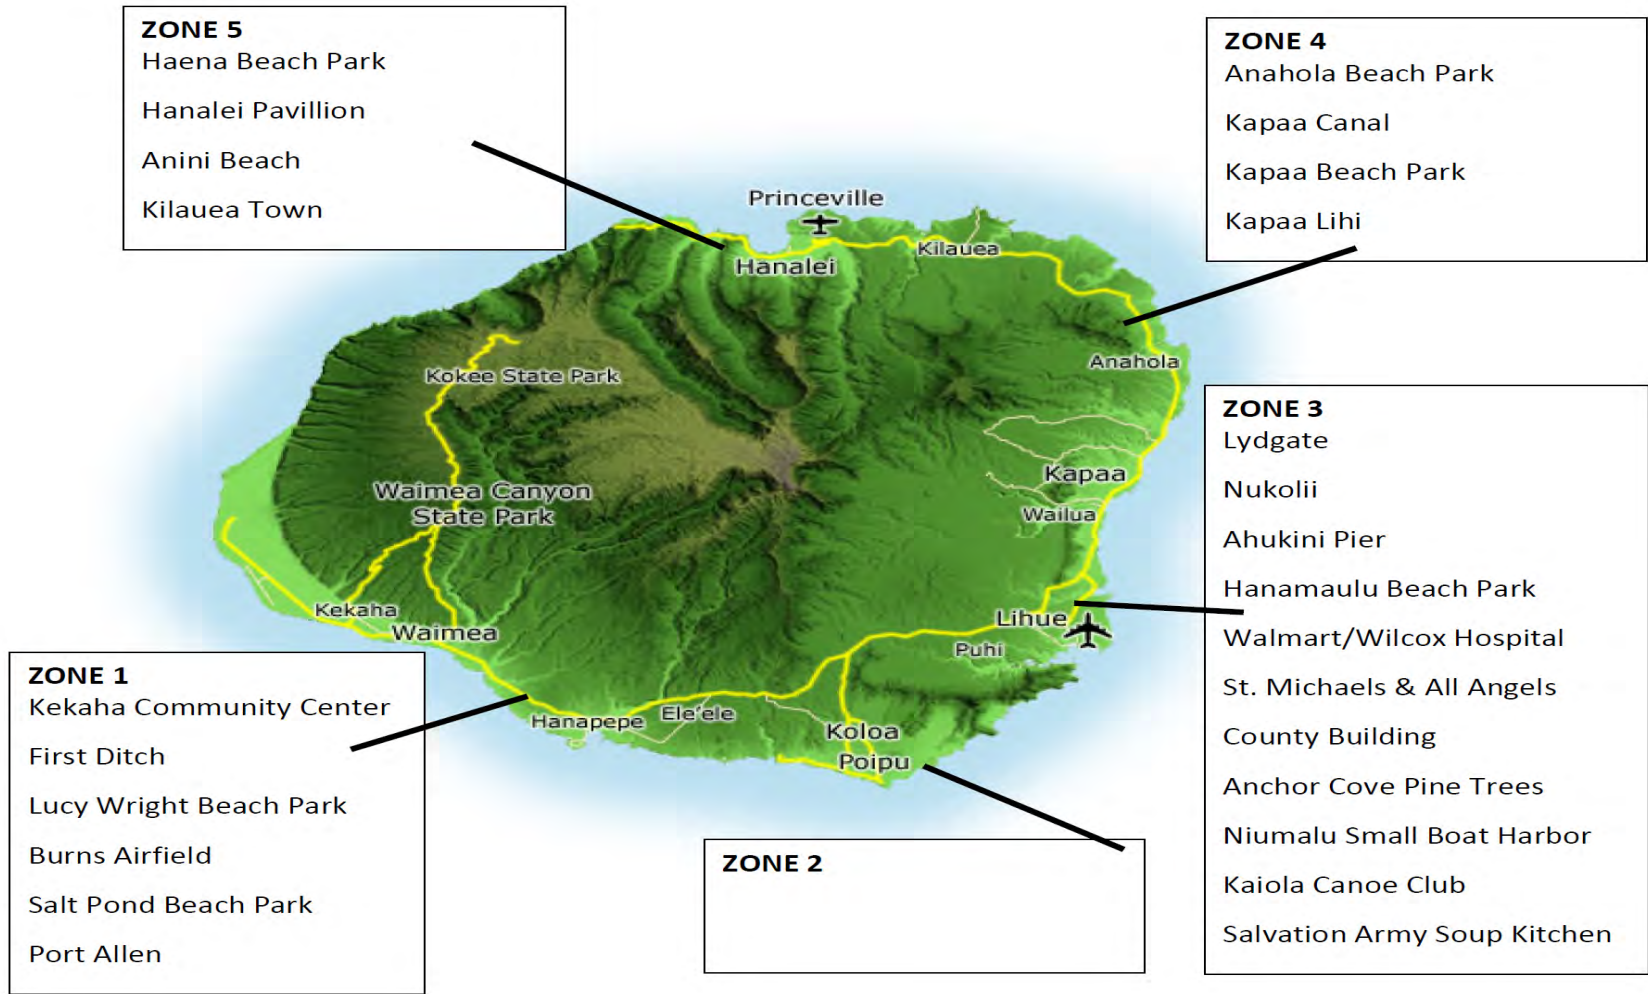 ZONE 5
Haena Beach Park
Hanalei Pavillion
Anini Beach
Kilauea Town
ZONE 4
Anahola Beach Park
Kapaa Canal
Kapaa Beach Park
Kapaa Lihi
Princeville
Hanalei
Kilauea
Anahola
Kokee State Park
Kapaa
Wailua
Waimea Canyon
State Park
Kekaha
Waimea
Lihue
Puhi
Hanapepe
Ele'ele
Koloa
Poipu
ZONE 3
Lydgate
Nukolii
Ahukini Pier
Hanamaulu Beach Park
Walmart/Wilcox Hospital
St. Michaels & All Angels
County Building
Anchor Cove Pine Trees
Niumalu Small Boat Harbor
Kaiola Canoe Club
Salvation Army Soup Kitchen
ZONE 1
Kekaha Community Center
First Ditch
Lucy Wright Beach Park
Burns Airfield
Salt Pond Beach Park
Port Allen
ZONE 2